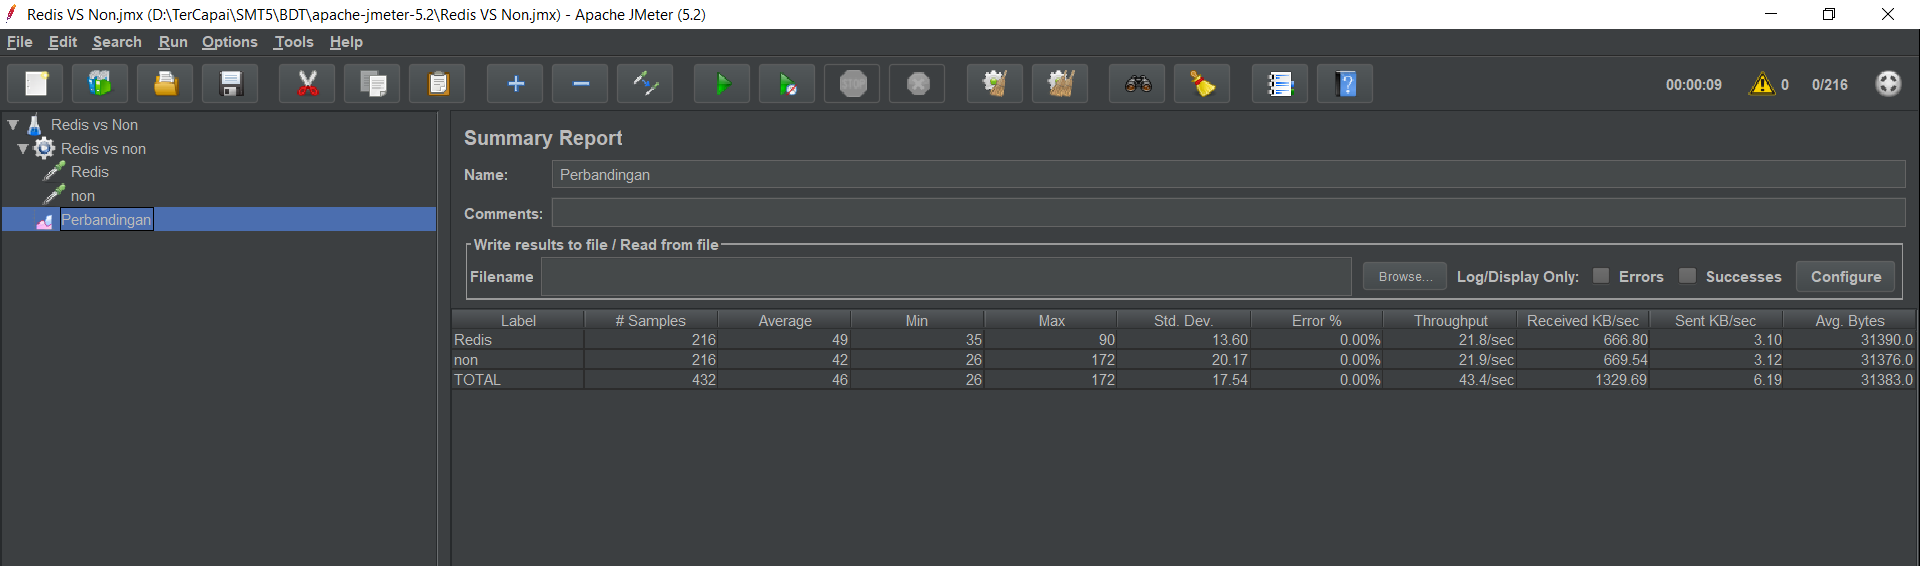 Redis VS Non.jmx (D:\TerCapai\SMT5\BDT\apache-jmeter-5.2\Redis VS Non.jmx) - Apache JMeter (5.2)
File Edit Search Run Options Tools Help
STOP 00:00:09 0 0/216
Redis vs Non
Redis vs non
Redis
non
Perbandingan
Summary Report
Name: Perbandingan
Comments:
Write results to file / Read from file
Filename Browse... Log/Display Only: Errors Successes Configure
Label # Samples Average Min Max Std. Dev. Error % Throughput Received KB/sec Sent KB/sec Avg. Bytes
Redis 216 49 35 90 13.60 0.00% 21.8/sec 666.80 3.10 31390.0
non 216 42 26 172 20.17 0.00% 21.9/sec 669.54 3.12 31376.0
TOTAL 432 46 26 172 17.54 0.00% 43.4/sec 1329.69 6.19 31383.0